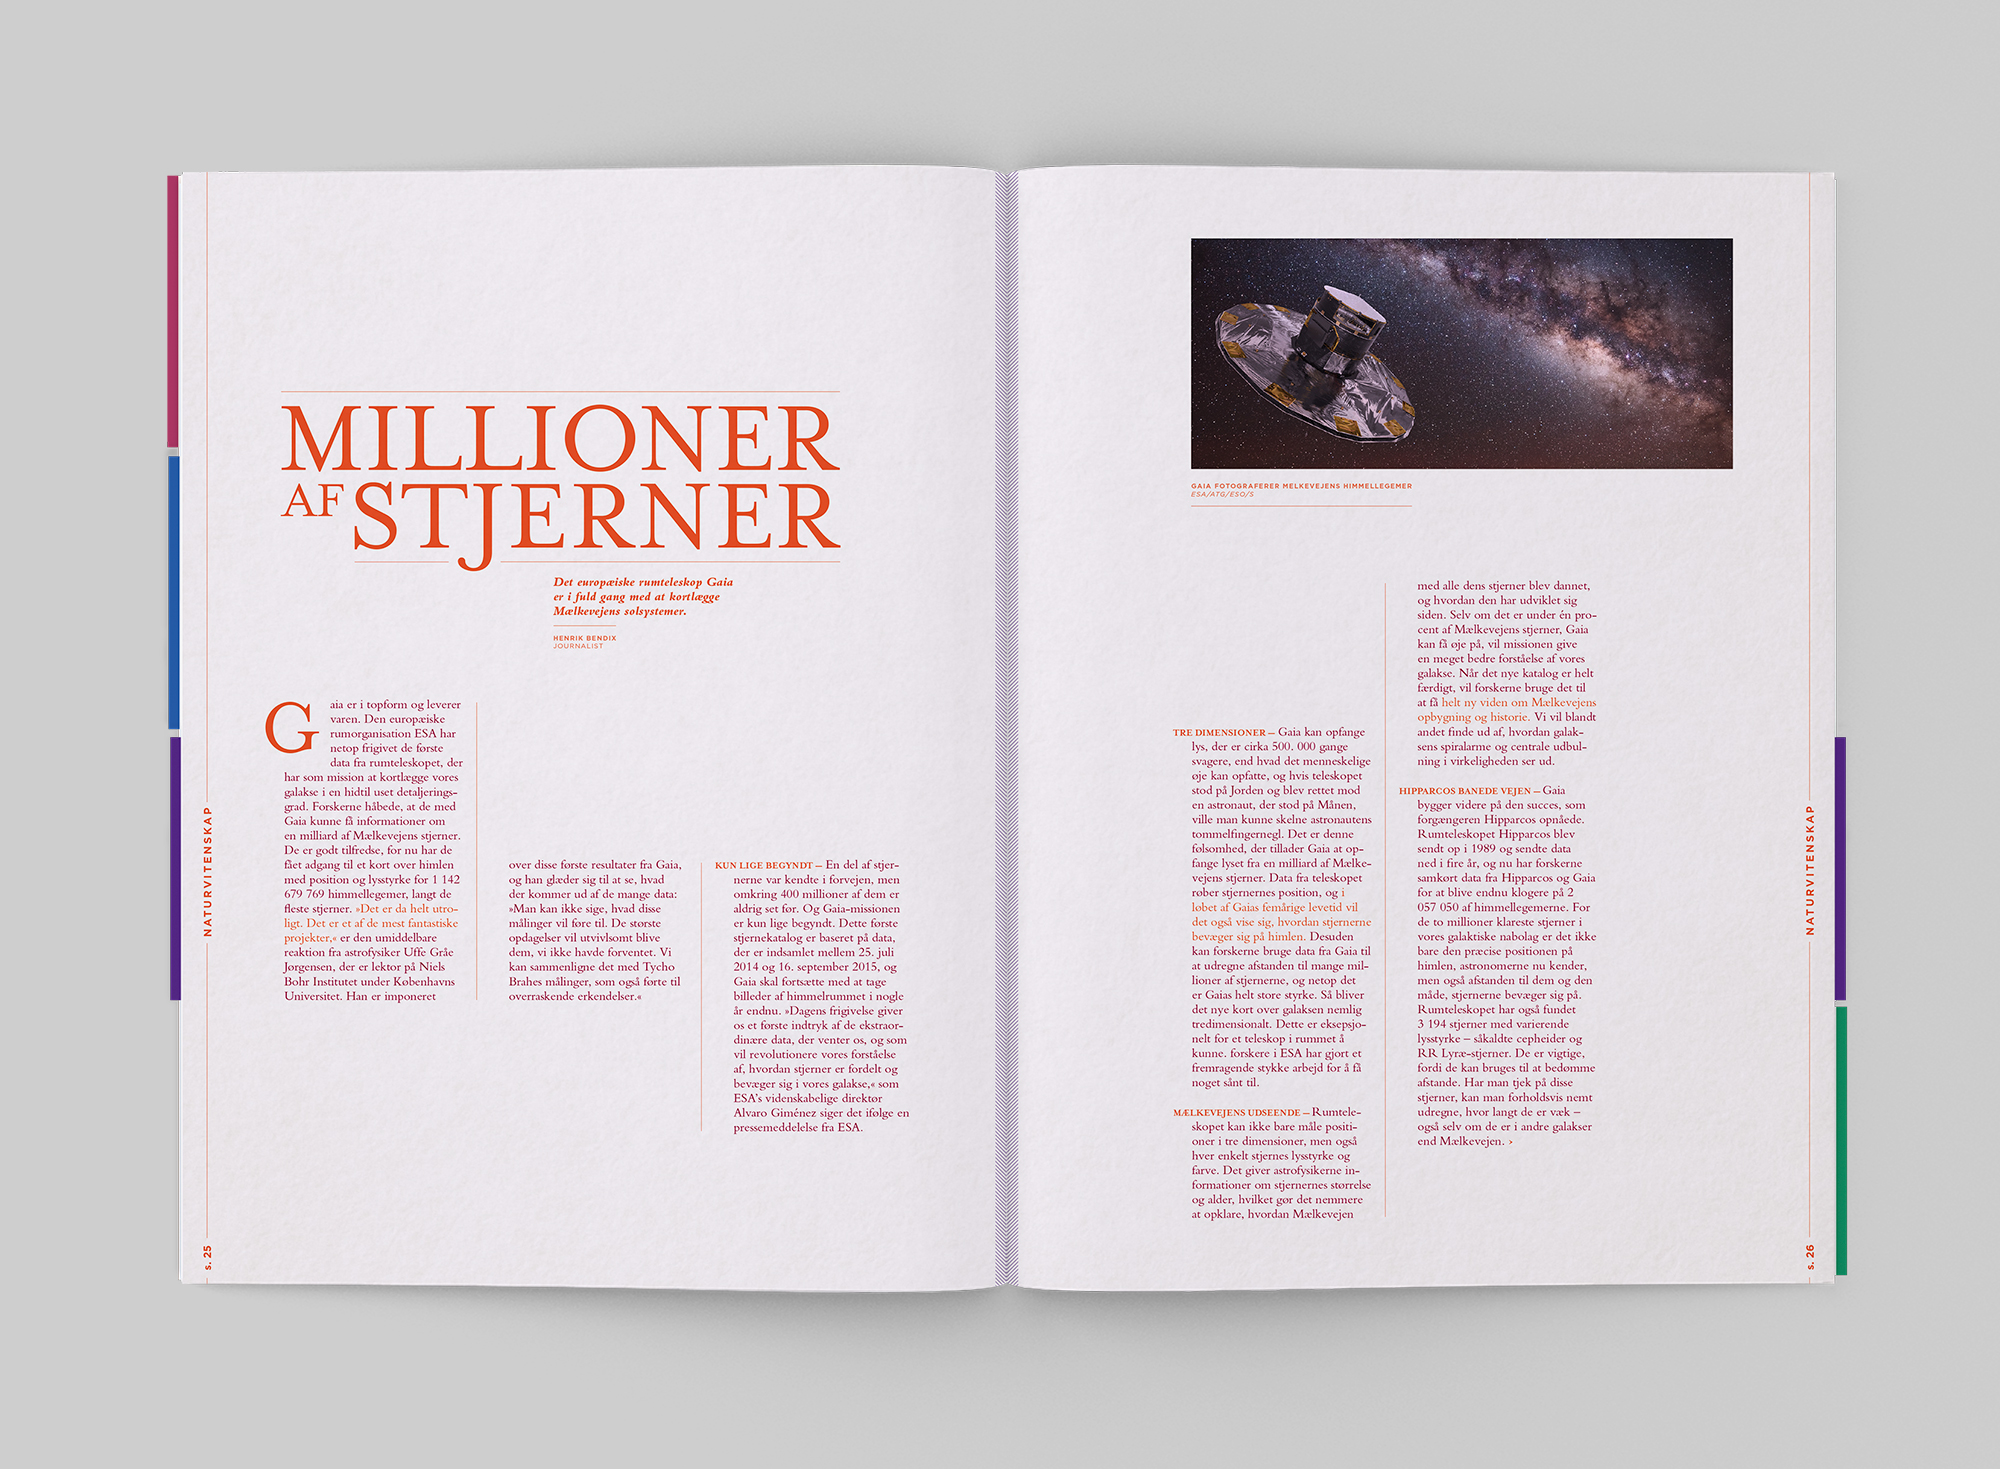 NATURVITENSKAP
s. 25
MILLIONER
AF STJERNER
Det europæiske rumteleskop Gaia
er i fuld gang med at kortlægge
Mælkevejens solsystemer.
HENRIK BENDIX
JOURNALIST
Gaia er i topform og leverer
varen. Den europæiske
rumorganisation ESA har
netop frigivet de første
data fra rumteleskopet, der
har som mission at kortlægge vores
galakse i en hidtil uset detaljerings-
grad. Forskerne håbede, at de med
Gaia kunne få informationer om
en milliard af Mælkevejens stjerner.
De er godt tilfredse, for nu har de
fået adgang til et kort over himlen
med position og lysstyrke for 1 142
679 769 himmellegemer, langt de
fleste stjerner. »Det er da helt utro-
ligt. Det er et af de mest fantastiske
projekter,« er den umiddelbare
reaktion fra astrofysiker Uffe Gråe
Jørgensen, der er lektor på Niels
Bohr Institutet under Københavns
Universitet. Han er imponeret
over disse første resultater fra Gaia,
og han glæder sig til at se, hvad
der kommer ud af de mange data:
»Man kan ikke sige, hvad disse
målinger vil føre til. De største
opdagelser vil utvivlsomt blive
dem, vi ikke havde forventet. Vi
kan sammenligne det med Tycho
Brahes målinger, som også førte til
overraskende erkendelser.«
KUN LIGE BEGYNDT – En del af stjer-
nerne var kendte i forvejen, men
omkring 400 millioner af dem er
aldrig set før. Og Gaia-missionen
er kun lige begyndt. Dette første
stjernekatalog er baseret på data,
der er indsamlet mellem 25. juli
2014 og 16. september 2015, og
Gaia skal fortsætte med at tage
billeder af himmelrummet i nogle
år endnu. »Dagens frigivelse giver
os et første indtryk af de ekstraor-
dinære data, der venter os, og som
vil revolutionere vores forståelse
af, hvordan stjerner er fordelt og
bevæger sig i vores galakse,« som
ESA's videnskabelige direktør
Alvaro Giménez siger det ifølge en
pressemeddelelse fra ESA.
GAIA FOTOGRAFERER MELKEVEJENS HIMMELLEGEMER
ESA/ATG/ESO/S
TRE DIMENSIONER – Gaia kan opfange
lys, der er cirka 500. 000 gange
svagere, end hvad det menneskelige
øje kan opfatte, og hvis teleskopet
stod på Jorden og blev rettet mod
en astronaut, der stod på Månen,
ville man kunne skelne astronautens
tommelfingernegl. Det er denne
følsomhed, der tillader Gaia at op-
fange lyset fra en milliard af Mælke-
vejens stjerner. Data fra teleskopet
røber stjernernes position, og i
løbet af Gaias femårige levetid vil
det også vise sig, hvordan stjernerne
bevæger sig på himlen. Desuden
kan forskerne bruge data fra Gaia til
at udregne afstanden til mange mil-
lioner af stjernerne, og netop det
er Gaias helt store styrke. Så bliver
det nye kort over galaksen nemlig
tredimensionalt. Dette er eksepsjo-
nelt for et teleskop i rummet å
kunne. forskere i ESA har gjort et
fremragende stykke arbejd for å få
noget sånt til.
MÆLKEVEJENS UDSEENDE – Rumtele-
skopet kan ikke bare måle positi-
oner i tre dimensioner, men også
hver enkelt stjernes lysstyrke og
farve. Det giver astrofysikerne in-
formationer om stjernernes størrelse
og alder, hvilket gør det nemmere
at opklare, hvordan Mælkevejen
med alle dens stjerner blev dannet,
og hvordan den har udviklet sig
siden. Selv om det er under én pro-
cent af Mælkevejens stjerner, Gaia
kan få øje på, vil missionen give
en meget bedre forståelse af vores
galakse. Når det nye katalog er helt
færdigt, vil forskerne bruge det til
at få helt ny viden om Mælkevejens
opbygning og historie. Vi vil blandt
andet finde ud af, hvordan galak-
sens spiralarme og centrale udbul-
ning i virkeligheden ser ud.
HIPPARCOS BANEDE VEJEN – Gaia
bygger videre på den succes, som
forgængeren Hipparcos opnåede.
Rumteleskopet Hipparcos blev
sendt op i 1989 og sendte data
ned i fire år, og nu har forskerne
samkørt data fra Hipparcos og Gaia
for at blive endnu klogere på 2
057 050 af himmellegemerne. For
de to millioner klareste stjerner i
vores galaktiske nabolag er det ikke
bare den præcise positionen på
himlen, astronomerne nu kender,
men også afstanden til dem og den
måde, stjernerne bevæger sig på.
Rumteleskopet har også fundet
3 194 stjerner med varierende
lysstyrke – såkaldte cepheider og
RR Lyræ-stjerner. De er vigtige,
fordi de kan bruges til at bedømme
afstande. Har man tjek på disse
stjerner, kan man forholdsvis nemt
udregne, hvor langt de er væk –
også selv om de er i andre galakser
end Mælkevejen. ›
NATURVITENSKAP
s. 26